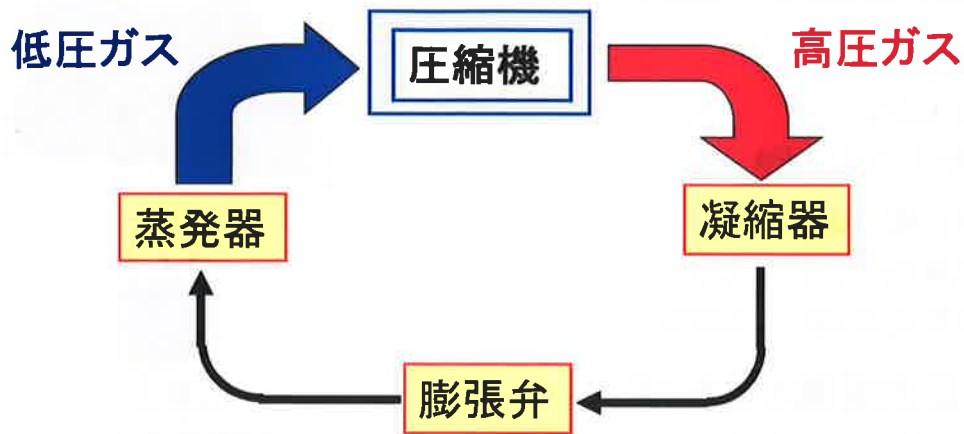 低圧ガス
圧縮機
高圧ガス
蒸発器
凝縮器
膨張弁